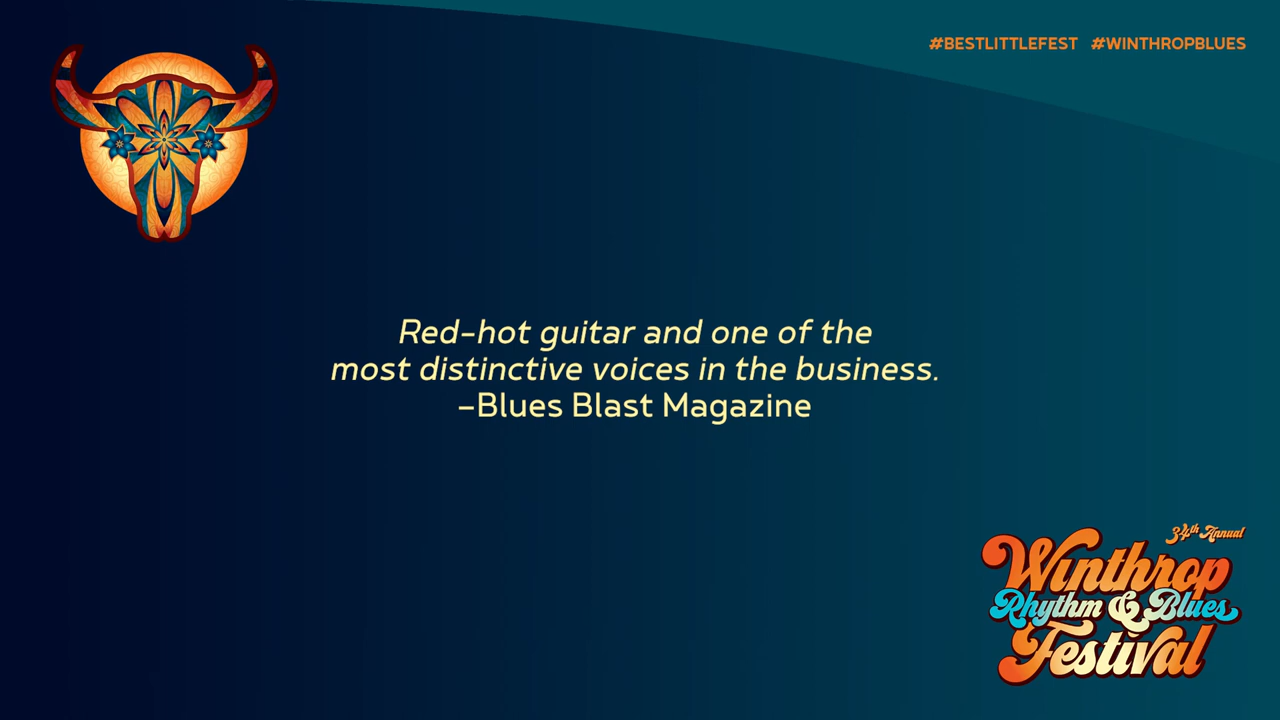 #BESTLITTLEFEST #WINTHROPBLUES
Red-hot guitar and one of the
most distinctive voices in the business.
–Blues Blast Magazine
34th Annual
Winthrop
Rhythm & Blues
Festival